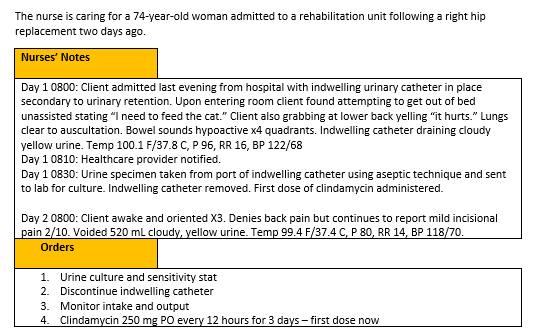 The nurse is caring for a 74-year-old woman admitted to a rehabilitation unit following a right hip
replacement two days ago.
Nurses' Notes
Day 1 0800: Client admitted last evening from hospital with indwelling urinary catheter in place
secondary to urinary retention. Upon entering room client found attempting to get out of bed
unassisted stating "I need to feed the cat." Client also grabbing at lower back yelling "it hurts." Lungs
clear to auscultation. Bowel sounds hypoactive x4 quadrants. Indwelling catheter draining cloudy
yellow urine. Temp 100.1 F/37.8 C, P 96, RR 16, BP 122/68
Day 1 0810: Healthcare provider notified.
Day 1 0830: Urine specimen taken from port of indwelling catheter using aseptic technique and sent
to lab for culture. Indwelling catheter removed. First dose of clindamycin administered.
Day 2 0800: Client awake and oriented X3. Denies back pain but continues to report mild incisional
pain 2/10. Voided 520 mL cloudy, yellow urine. Temp 99.4 F/37.4 C, P 80, RR 14, BP 118/70.
Orders
1. Urine culture and sensitivity stat
2. Discontinue indwelling catheter
3. Monitor intake and output
4. Clindamycin 250 mg PO every 12 hours for 3 days – first dose now